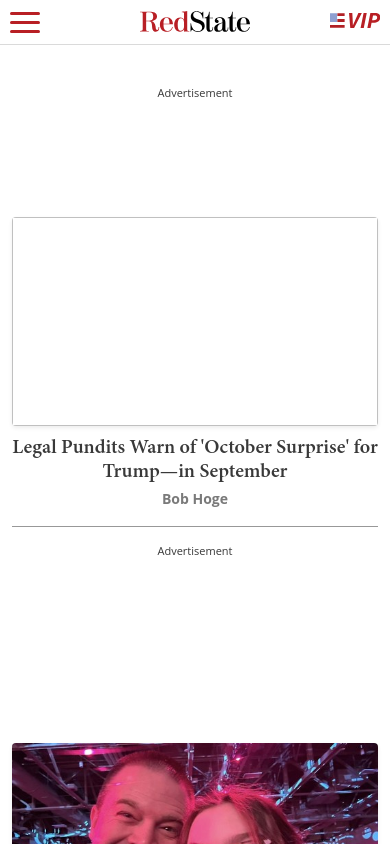 RedState
VIP
Advertisement
Legal Pundits Warn of 'October Surprise' for
Trump—in September
Bob Hoge
Advertisement